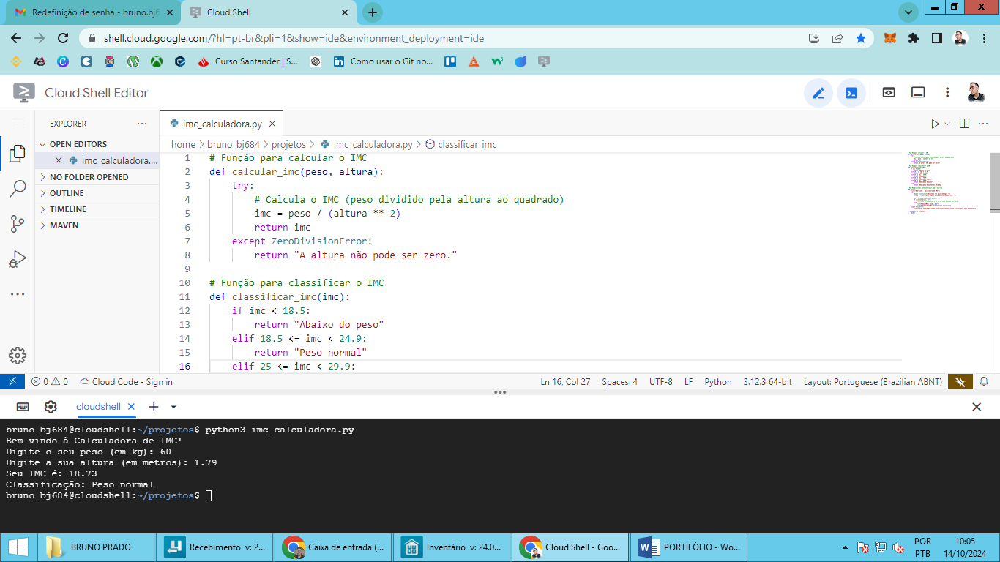 Redefinição de senha - bruno.bj6
Cloud Shell
shell.cloud.google.com/?hl=pt-br&pli=1&show=ide&environment_deployment=ide
Curso Santander | S...
Como usar o Git no...
Cloud Shell Editor
EXPLORER
OPEN EDITORS
imc_calculadora....
NO FOLDER OPENED
OUTLINE
TIMELINE
MAVEN
imc_calculadora.py
home > bruno_bj684 > projetos > imc_calculadora.py > classificar_imc
1 # Função para calcular o IMC
2 def calcular_imc(peso, altura):
3     try:
4         # Calcula o IMC (peso dividido pela altura ao quadrado)
5         imc = peso / (altura ** 2)
6         return imc
7     except ZeroDivisionError:
8         return "A altura não pode ser zero."
9
10 # Função para classificar o IMC
11 def classificar_imc(imc):
12     if imc < 18.5:
13         return "Abaixo do peso"
14     elif 18.5 <= imc < 24.9:
15         return "Peso normal"
16     elif 25 <= imc < 29.9:
0 0 Cloud Code - Sign in
Ln 16, Col 27 Spaces: 4 UTF-8 LF Python 3.12.3 64-bit Layout: Portuguese (Brazilian ABNT)
cloudshell
bruno_bj684@cloudshell:~/projetos$ python3 imc_calculadora.py
Bem-vindo à Calculadora de IMC!
Digite o seu peso (em kg): 60
Digite a sua altura (em metros): 1.79
Seu IMC é: 18.73
Classificação: Peso normal
bruno_bj684@cloudshell:~/projetos$
BRUNO PRADO
Recebimento v: 2...
Caixa de entrada (...
Inventário v: 24.0...
Cloud Shell - Goo...
PORTIFÓLIO - Wo...
POR
PTB
10:05
14/10/2024